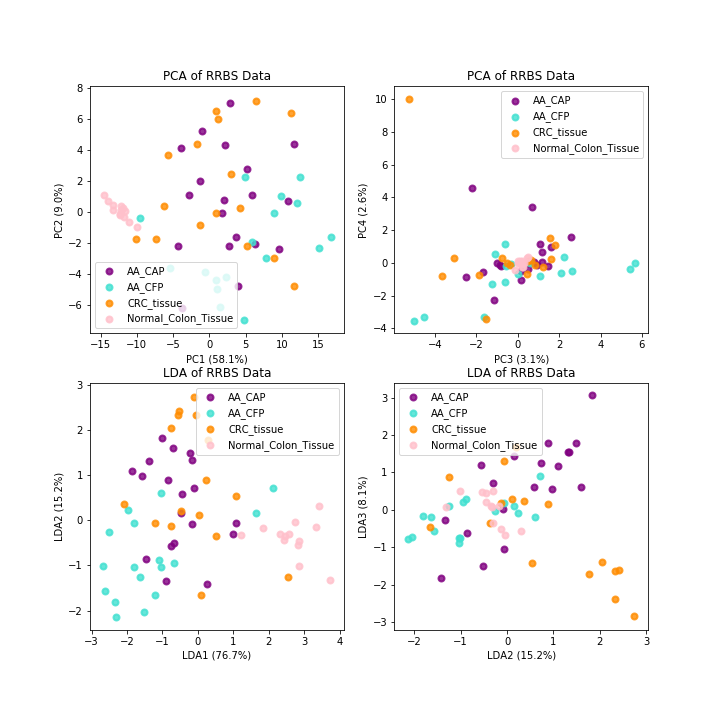 PCA of RRBS Data
PCA of RRBS Data
8
6
4
2
0
−2
−4
−6
PC2 (9.0%)
AA_CAP
AA_CFP
CRC_tissue
Normal_Colon_Tissue
−15
−10
−5
0
5
10
15
PC1 (58.1%)
10
8
6
4
2
0
−2
−4
PC4 (2.6%)
AA_CAP
AA_CFP
CRC_tissue
Normal_Colon_Tissue
−4
−2
0
2
4
6
PC3 (3.1%)
LDA of RRBS Data
LDA of RRBS Data
3
2
1
0
−1
−2
LDA2 (15.2%)
AA_CAP
AA_CFP
CRC_tissue
Normal_Colon_Tissue
−3
−2
−1
0
1
2
3
4
LDA1 (76.7%)
3
2
1
0
−1
−2
−3
LDA3 (8.1%)
AA_CAP
AA_CFP
CRC_tissue
Normal_Colon_Tissue
−2
−1
0
1
2
3
LDA2 (15.2%)